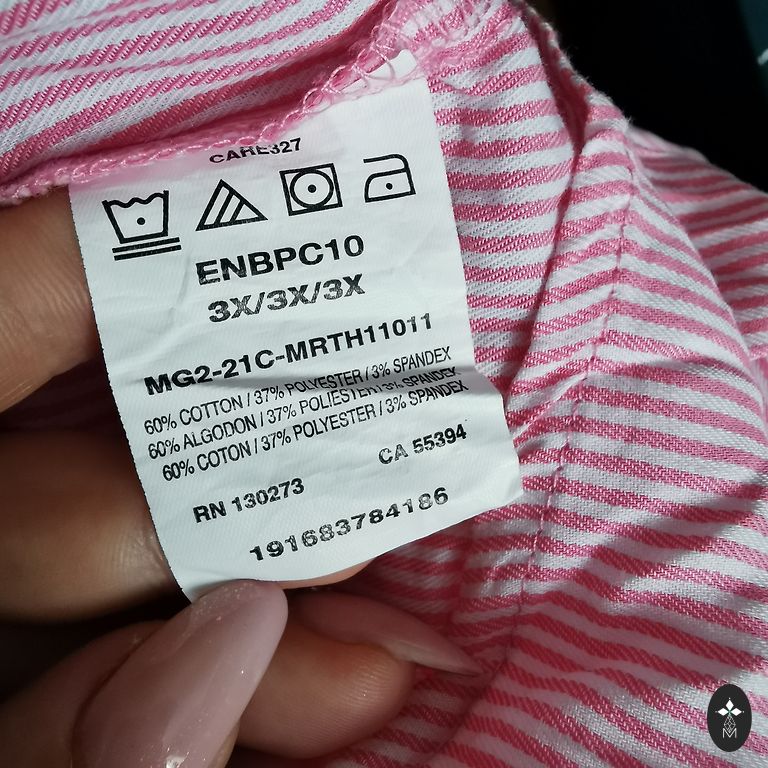 CARE327
ENBPC10
3X/3X/3X
MG2-21C-MRTH11011
60% COTTON / 37% POLYESTER / 3% SPANDEX
60% ALGODON / 37% POLIESTER / 3% SPANDEX
60% COTON / 37% POLYESTER / 3% SPANDEX
RN 130273 CA 55394
191683784186